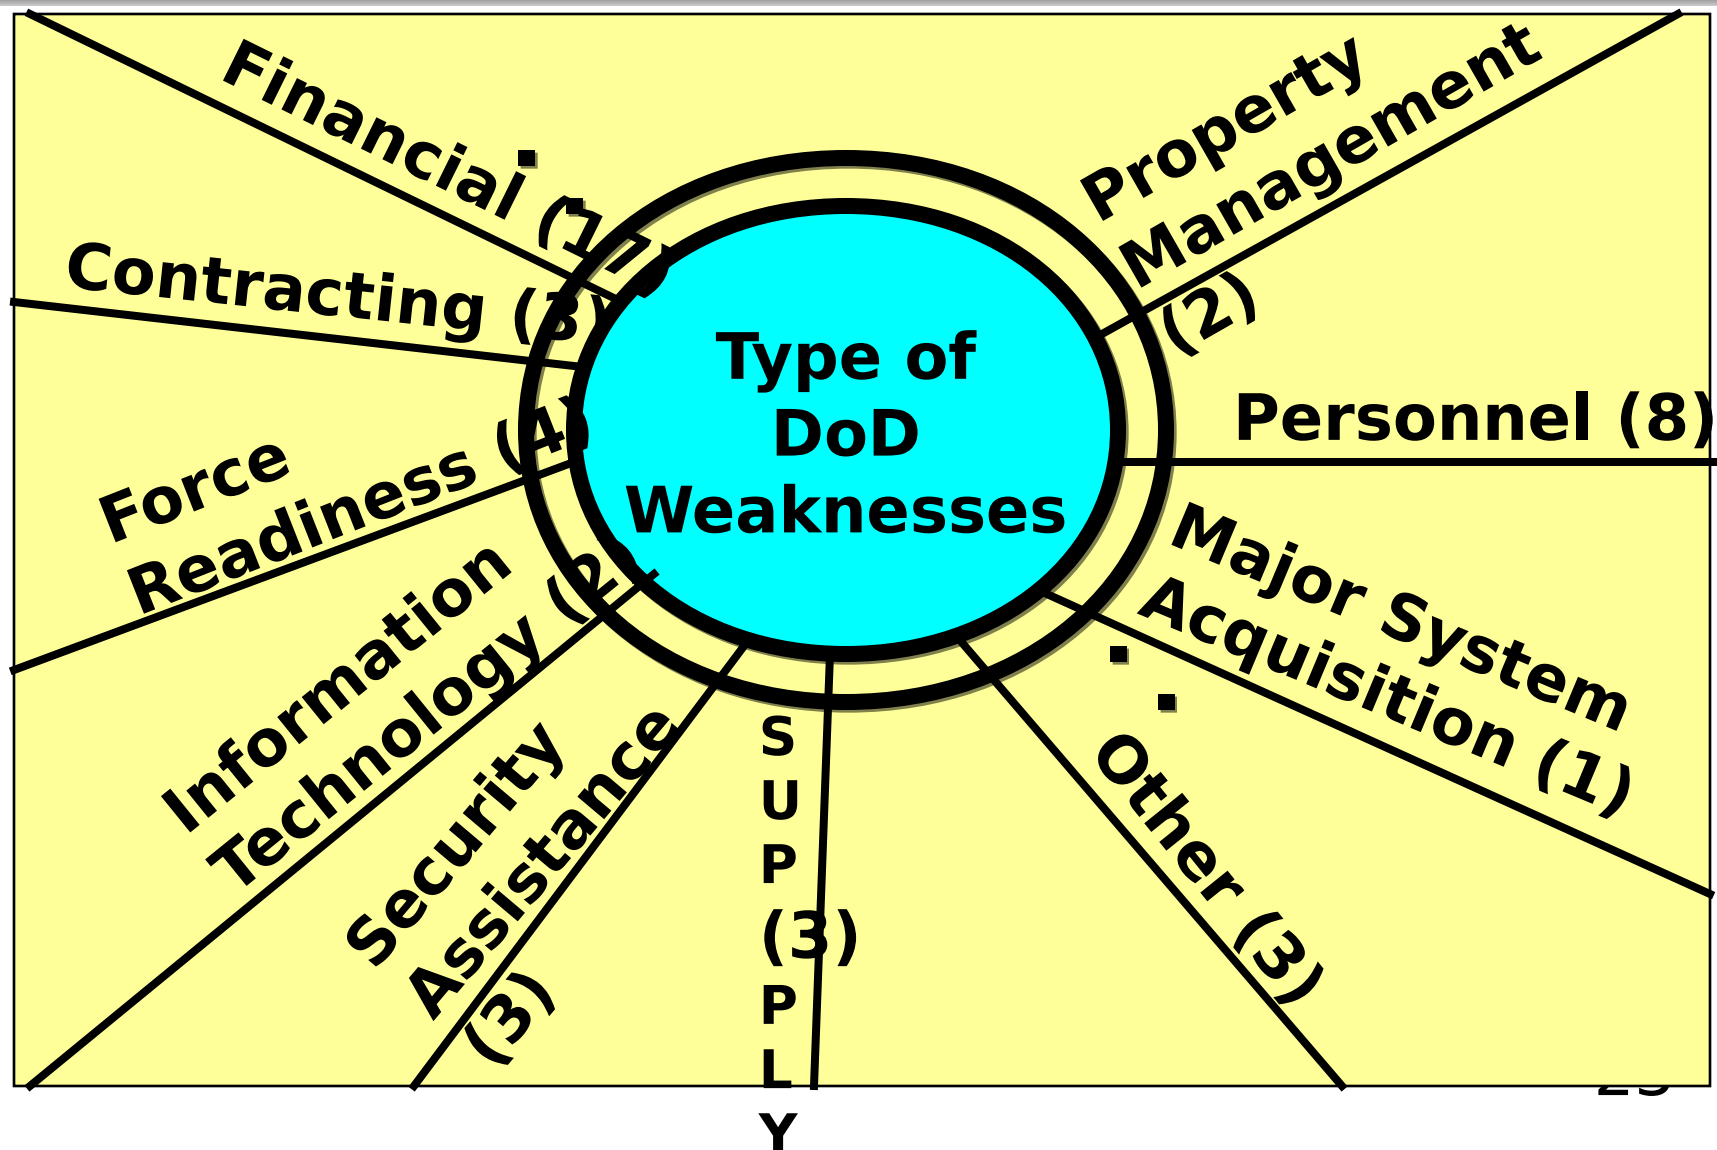 Financial (17)
Property
Management
(2)
Contracting (3)
Type of
DoD
Weaknesses
Personnel (8)
Force
Readiness (4)
Major System
Acquisition (1)
Information
Technology (2
Security
Assistance
(3)
S
U
P
(3)
P
L
Y
Other (3)